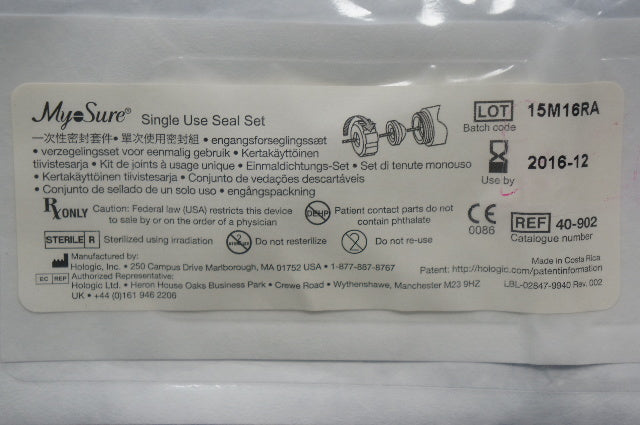 MyoSure® Single Use Seal Set
一次性密封套件 • 單次使用密封組 • engangsforseglingssæt
• verzegelingsset voor eenmalig gebruik • Kertakäyttöinen
tiivistesarja • Kit de joints à usage unique • Einmaldichtungs-Set • Set di tenute monouso
• Kertakäyttöinen tiivistesarja • Conjunto de vedações descartáveis
• Conjunto de sellado de un solo uso • engångspackning
LOT 15M16RA
Batch code
2016-12
Use by
Rx ONLY Caution: Federal law (USA) restricts this device
to sale by or on the order of a physician
DEHP Patient contact parts do not
contain phthalate
CE
0086
REF 40-902
Catalogue number
STERILE R Sterilized using irradiation
Do not resterilize
2 Do not re-use
Manufactured by:
Hologic, Inc. • 250 Campus Drive Marlborough, MA 01752 USA • 1-877-887-8767
Made in Costa Rica
Patent: http://hologic.com/patentinformation
EC REP Authorized Representative:
Hologic Ltd. • Heron House Oaks Business Park • Crewe Road • Wythenshawe, Manchester M23 9HZ
UK • +44 (0)161 946 2206
LBL-02847-9940 Rev. 002